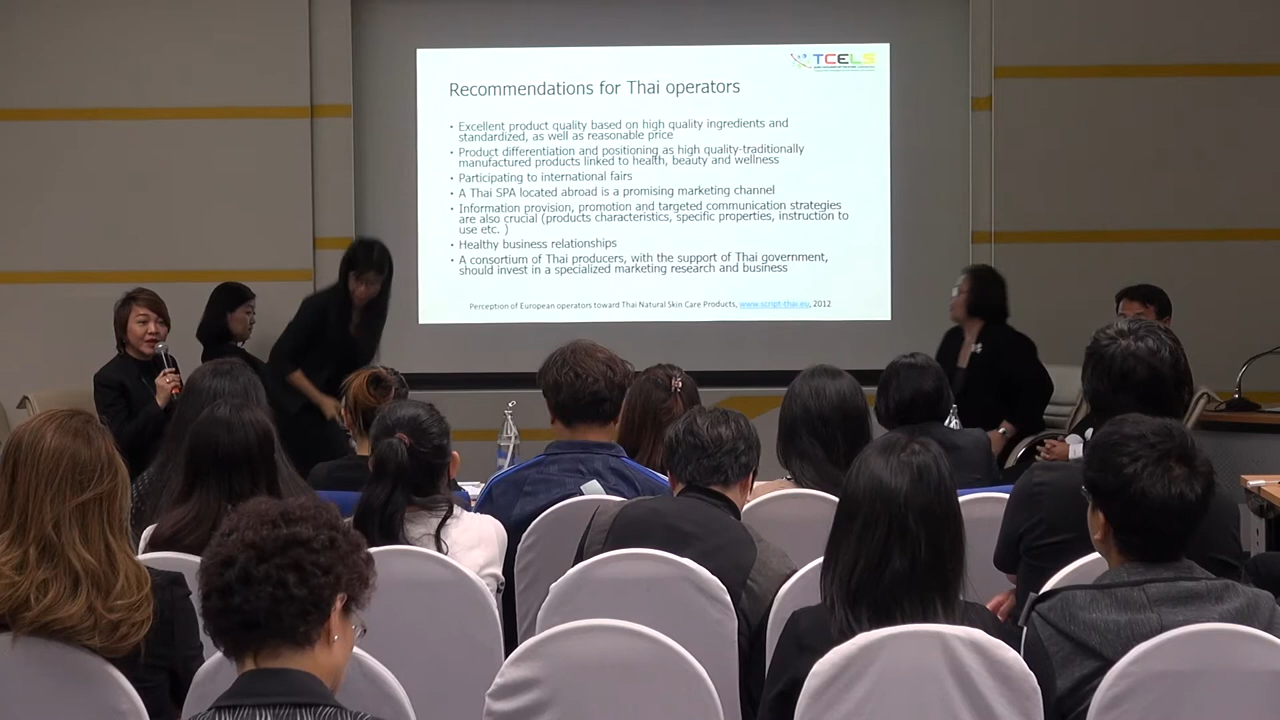 TCELS
Recommendations for Thai operators
• Excellent product quality based on high quality ingredients and
standardized, as well as reasonable price
• Product differentiation and positioning as high quality-traditionally
manufactured products linked to health, beauty and wellness
• Participating to international fairs
• A Thai SPA located abroad is a promising marketing channel
• Information provision, promotion and targeted communication strategies
are also crucial (products characteristics, specific properties, instruction to
use etc. )
• Healthy business relationships
• A consortium of Thai producers, with the support of Thai government,
should invest in a specialized marketing research and business
Perception of European operators toward Thai Natural Skin Care Products, www.script-thai.eu, 2012